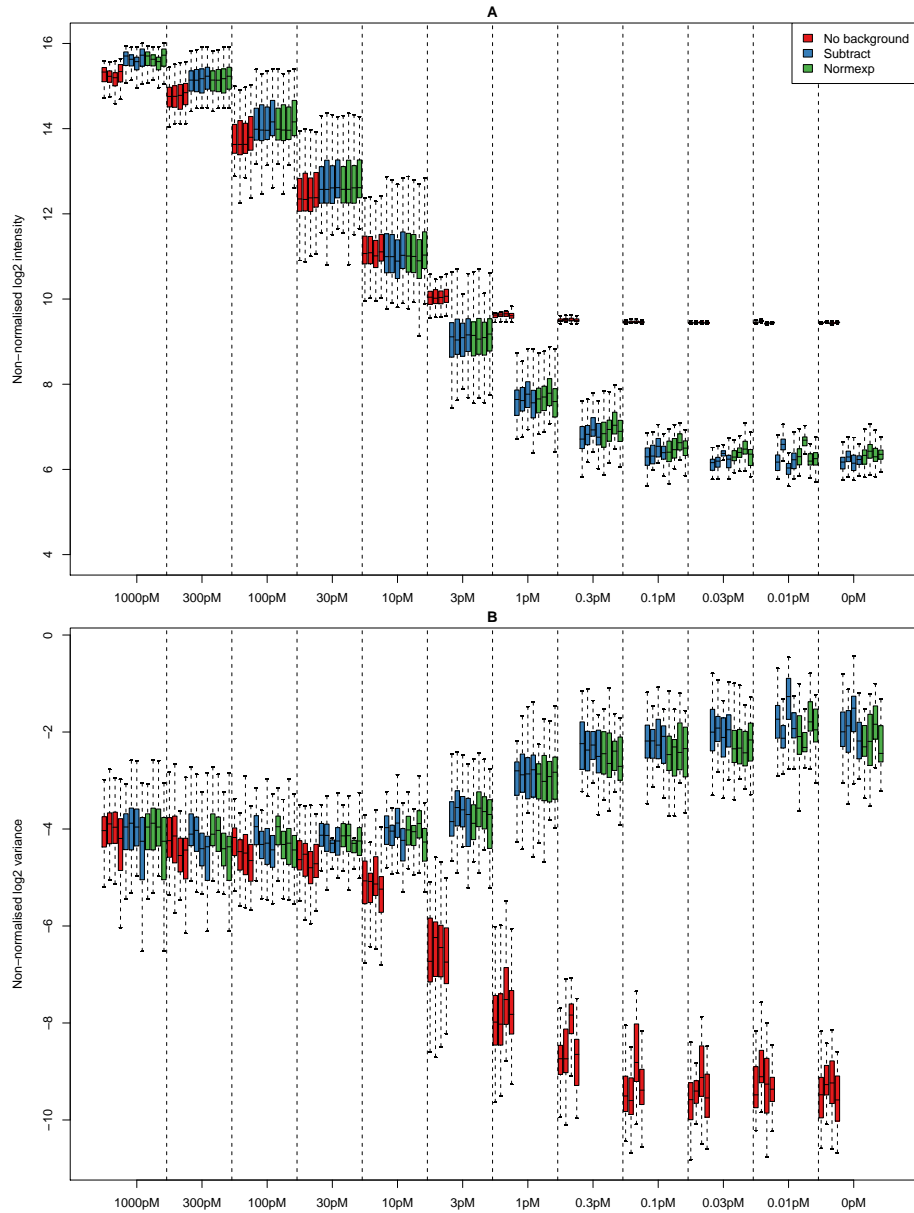 A
No background
Subtract
Normexp
Non-normalised log2 intensity
16
14
12
10
8
6
4
1000pM 300pM 100pM 30pM 10pM 3pM 1pM 0.3pM 0.1pM 0.03pM 0.01pM 0pM
B
Non-normalised log2 variance
0
-2
-4
-6
-8
-10
1000pM 300pM 100pM 30pM 10pM 3pM 1pM 0.3pM 0.1pM 0.03pM 0.01pM 0pM